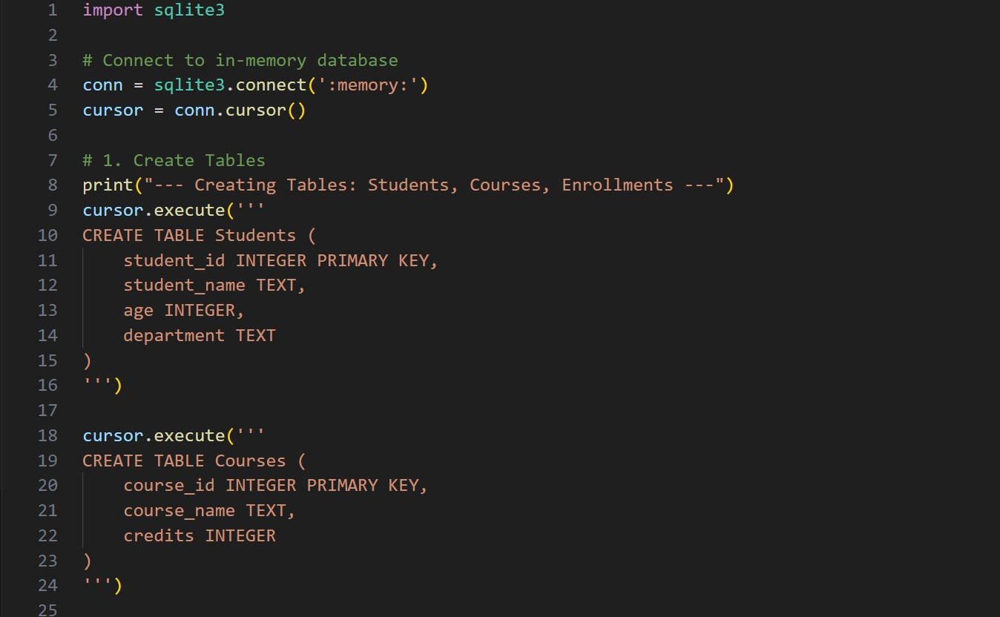 1 import sqlite3
2
3 # Connect to in-memory database
4 conn = sqlite3.connect(':memory:')
5 cursor = conn.cursor()
6
7 # 1. Create Tables
8 print("--- Creating Tables: Students, Courses, Enrollments ---")
9 cursor.execute('''
10 CREATE TABLE Students (
11     student_id INTEGER PRIMARY KEY,
12     student_name TEXT,
13     age INTEGER,
14     department TEXT
15 )
16 ''')
17
18 cursor.execute('''
19 CREATE TABLE Courses (
20     course_id INTEGER PRIMARY KEY,
21     course_name TEXT,
22     credits INTEGER
23 )
24 ''')
25